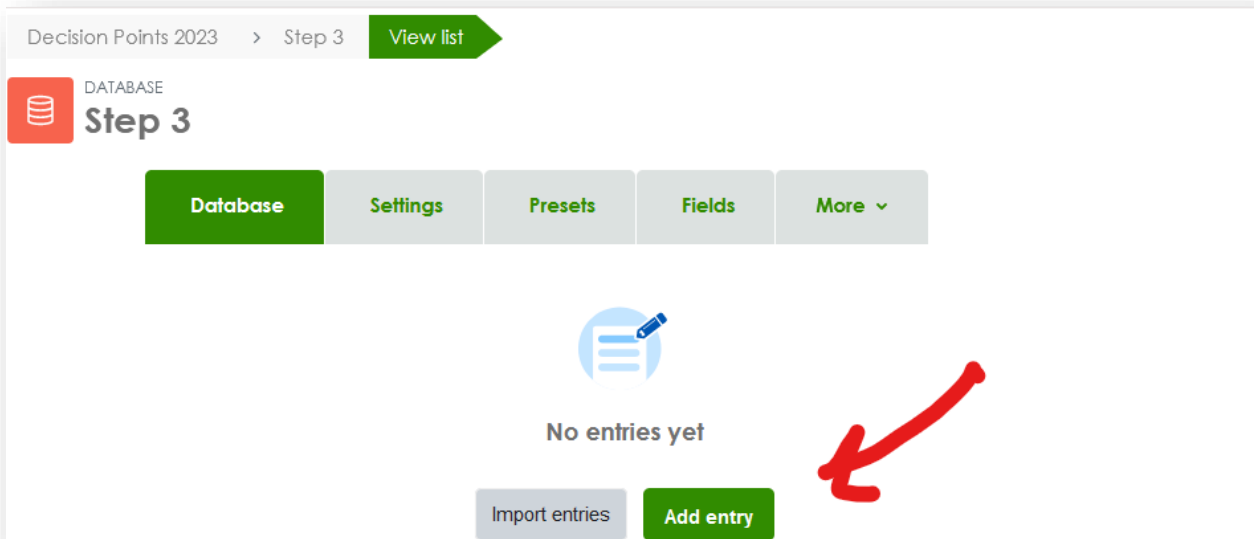 Decision Points 2023 > Step 3 View list
DATABASE
Step 3
Database Settings Presets Fields More
No entries yet
Import entries Add entry